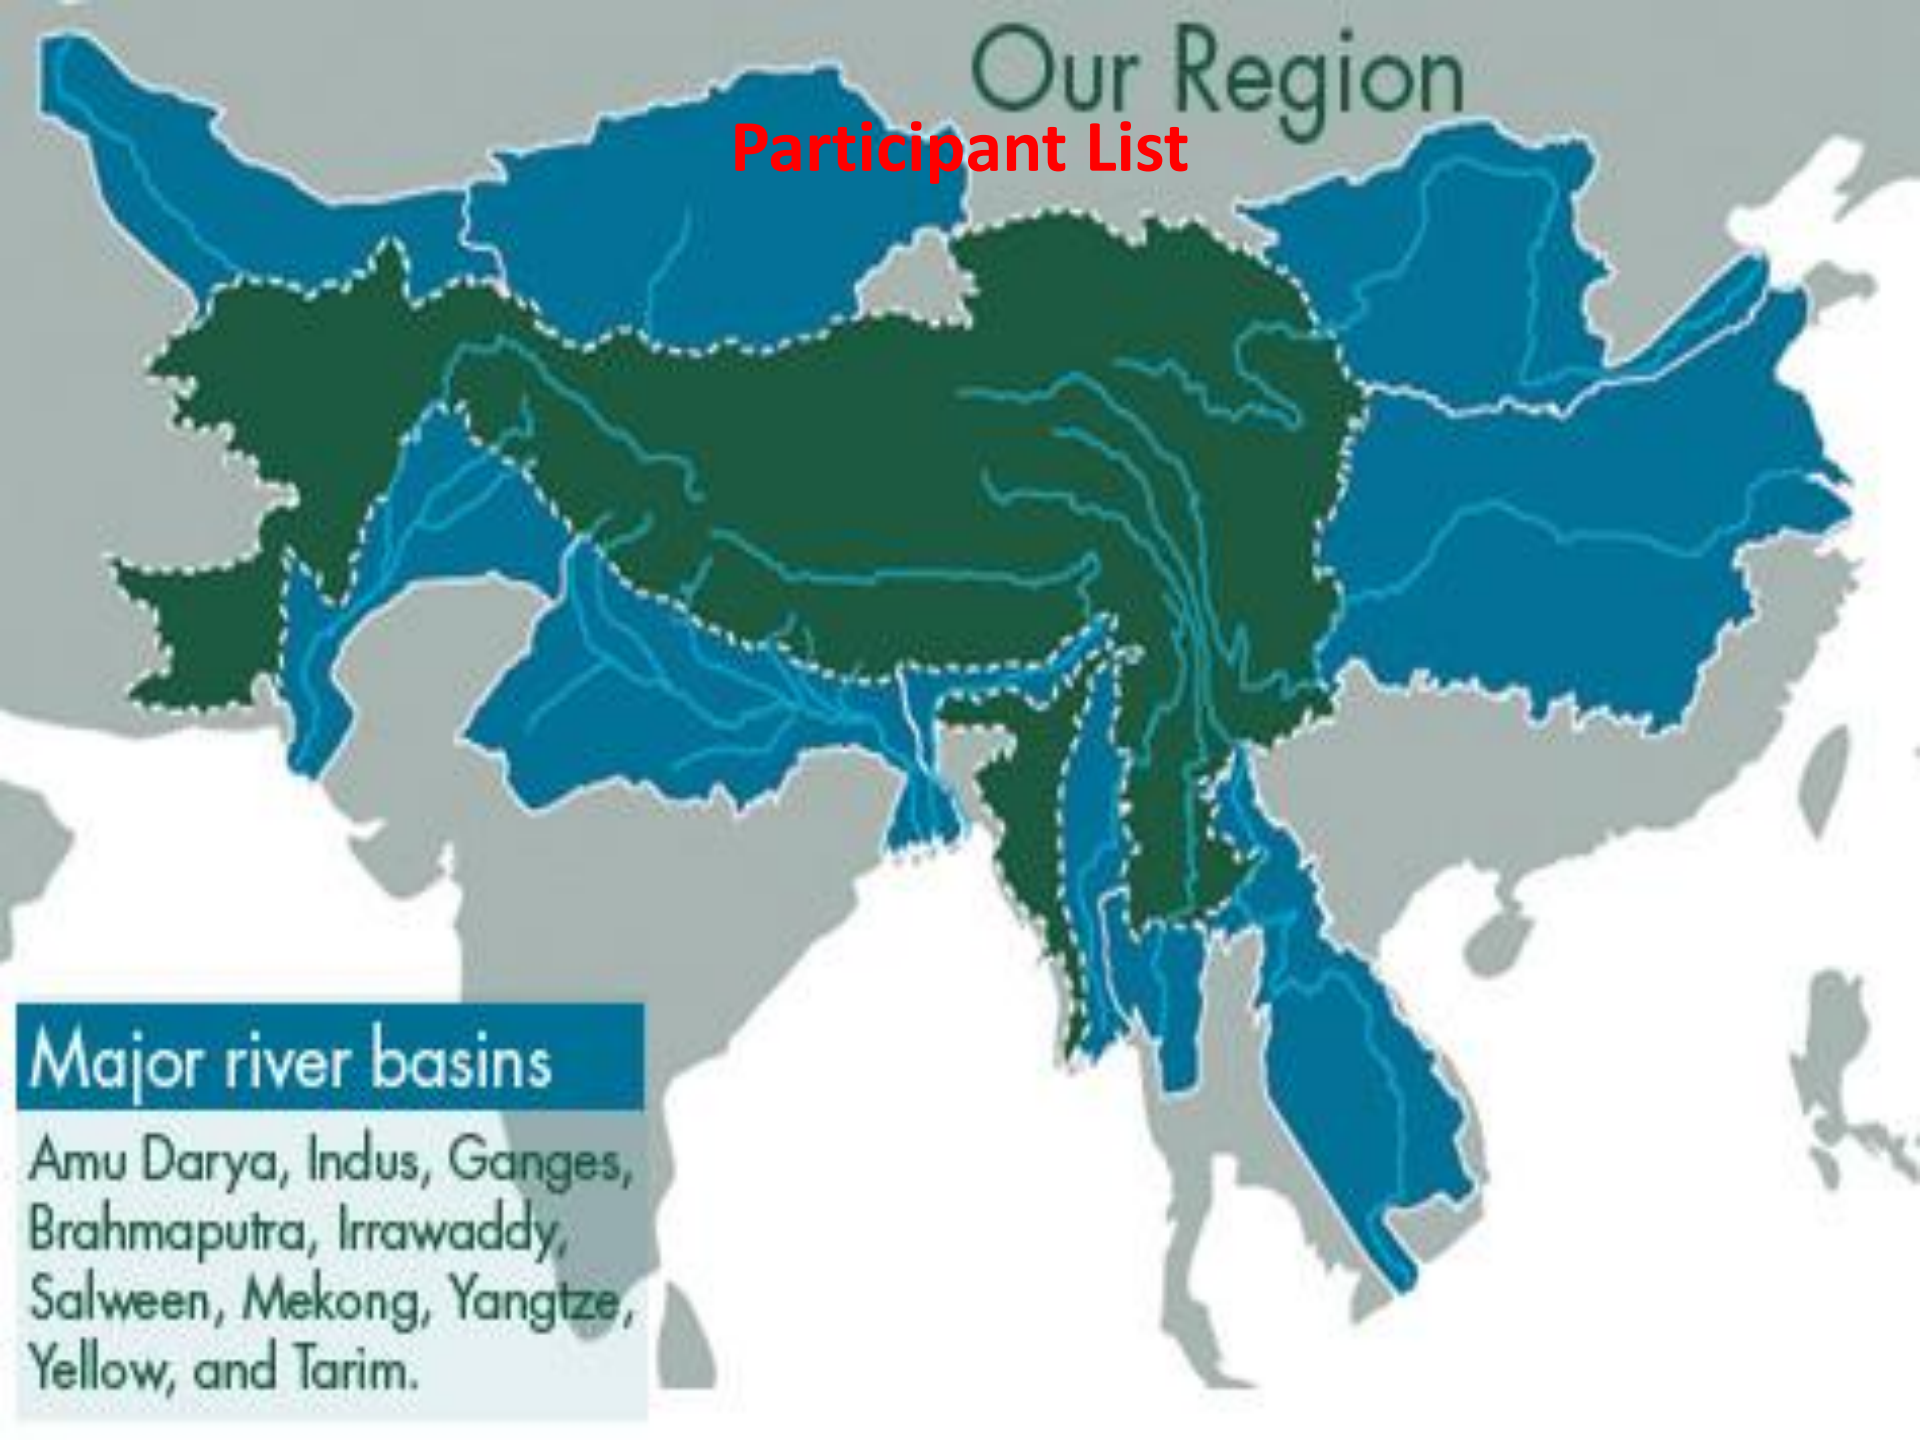 Our Region
Participant List
Major river basins
Amu Darya, Indus, Ganges,
Brahmaputra, Irrawaddy,
Salween, Mekong, Yangtze,
Yellow, and Tarim.